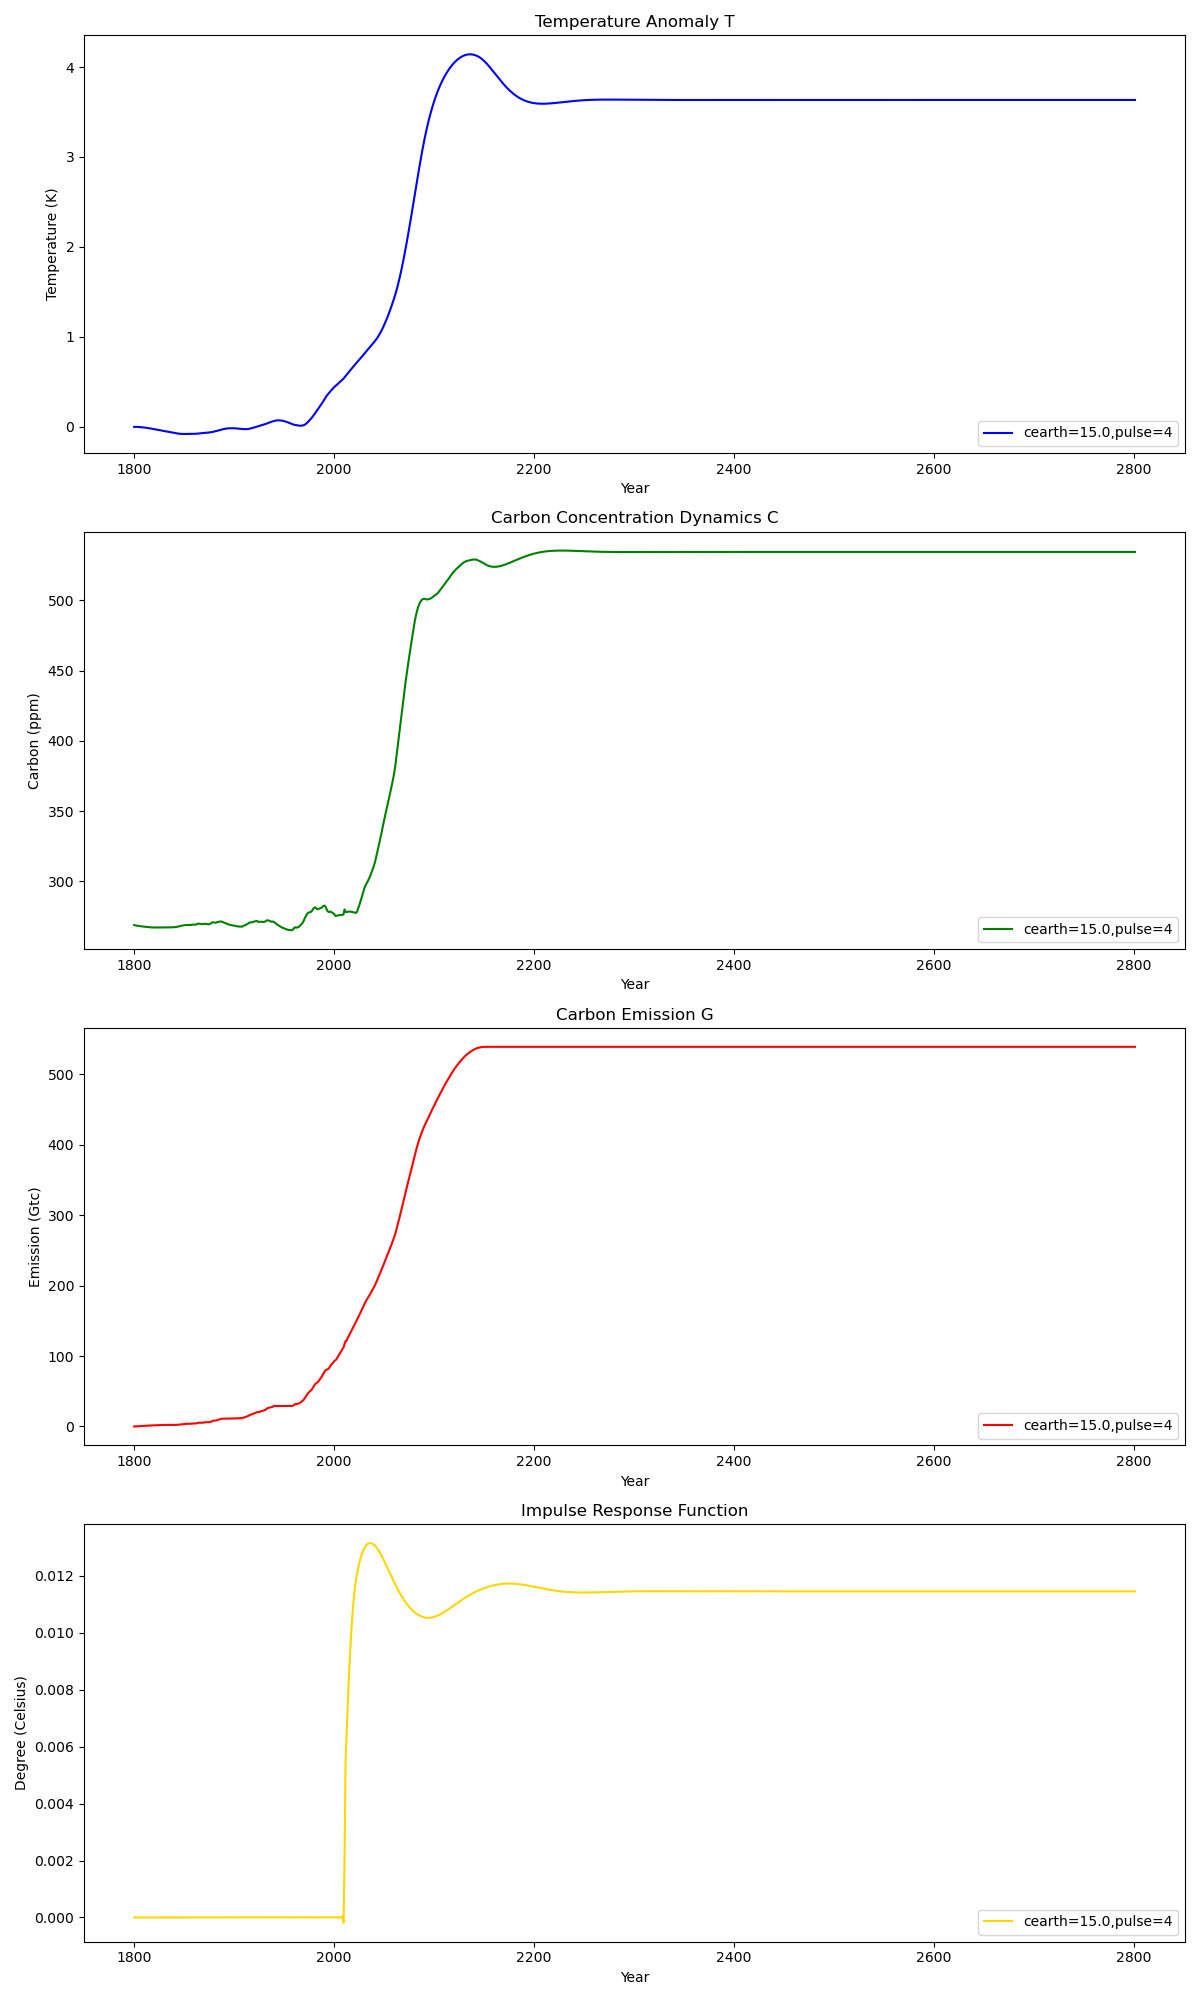 Temperature Anomaly T
4
3
2
1
0
Temperature (K)
cearth=15.0,pulse=4
1800 2000 2200 2400 2600 2800
Year
Carbon Concentration Dynamics C
500
450
400
350
300
Carbon (ppm)
cearth=15.0,pulse=4
1800 2000 2200 2400 2600 2800
Year
Carbon Emission G
500
400
300
200
100
0
Emission (Gtc)
cearth=15.0,pulse=4
1800 2000 2200 2400 2600 2800
Year
Impulse Response Function
0.012
0.010
0.008
0.006
0.004
0.002
0.000
Degree (Celsius)
cearth=15.0,pulse=4
1800 2000 2200 2400 2600 2800
Year